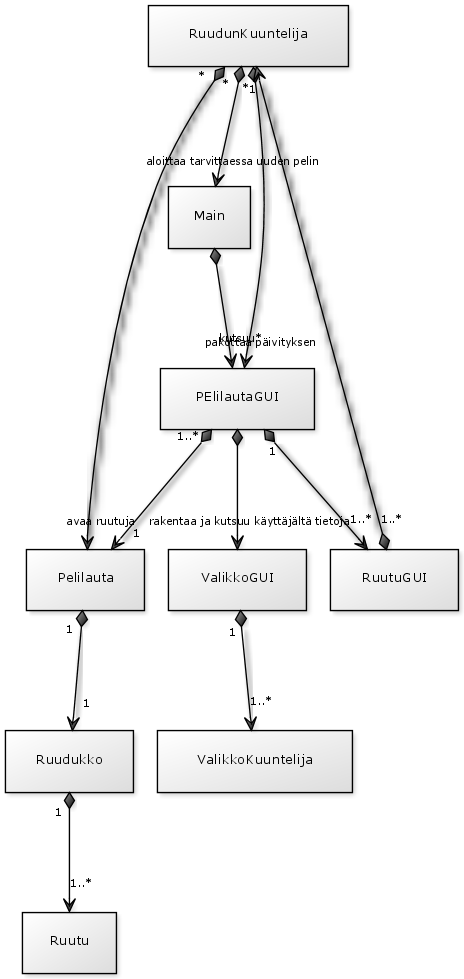 RuudunKuuntelija
*
*
*
1
aloittaa tarvittaessa uuden pelin
Main
kutsuu
*
pakottaa päivityksen
PElilautaGUI
1..*
1
avaa ruutuja
1
rakentaa ja kutsuu käyttäjältä tietoja
1..*
1..*
Pelilauta
ValikkoGUI
RuutuGUI
1
1
1
1..*
Ruudukko
ValikkoKuuntelija
1
1..*
Ruutu